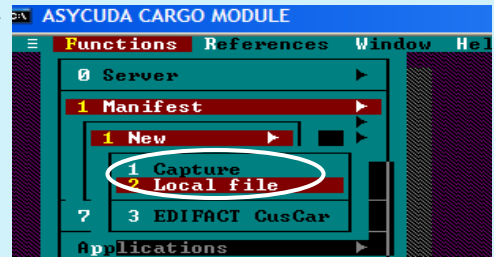 C:\ ASYCUDA CARGO MODULE
≡ Functions References Window Hel
0 Server ►
1 Manifest ►
1 New ►
1 Capture
2 Local file
7 3 EDIFACT CusCar
Applications ►